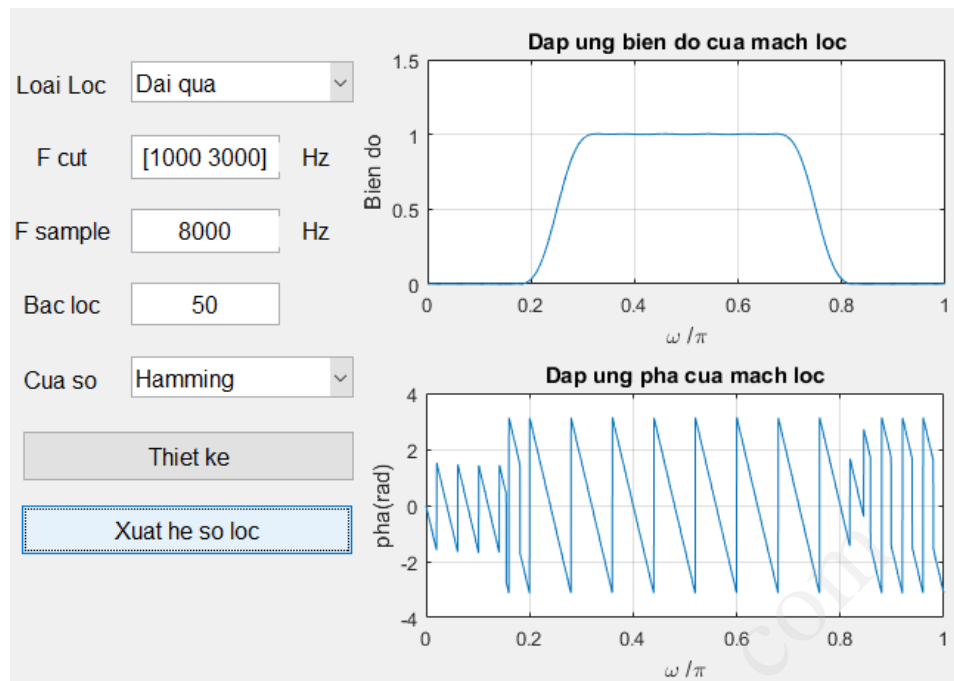 Loai Loc
Dai qua
F cut
[1000 3000]
Hz
F sample
8000
Hz
Bac loc
50
Cua so
Hamming
Thiet ke
Xuat he so loc
Dap ung bien do cua mach loc
Bien do
1.5
1
0.5
0
0 0.2 0.4 0.6 0.8 1
ω /π
Dap ung pha cua mach loc
pha(rad)
4
2
0
-2
-4
0 0.2 0.4 0.6 0.8 1
ω /π
com